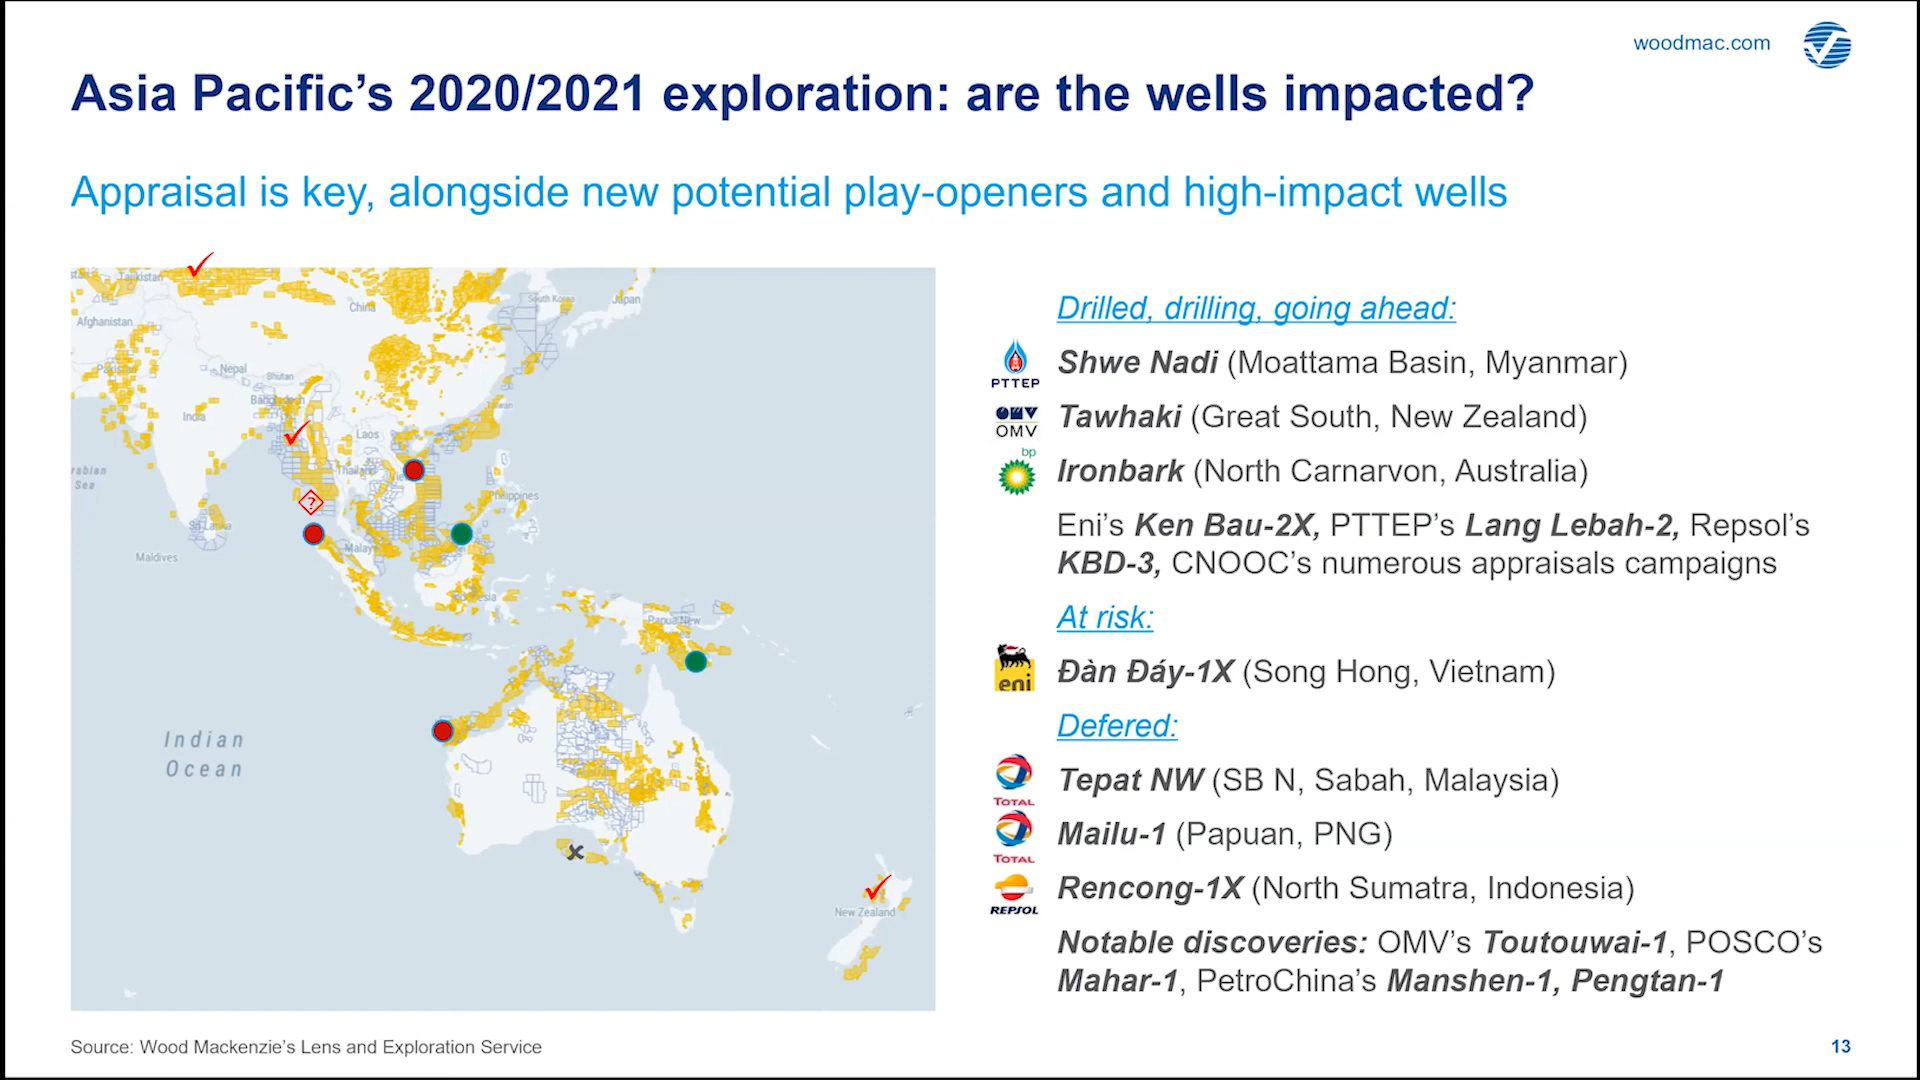 woodmac.com
Asia Pacific’s 2020/2021 exploration: are the wells impacted?
Appraisal is key, alongside new potential play-openers and high-impact wells
Tajikistan
China
South Korea
Japan
Afghanistan
Nepal
Bhutan
India
Laos
Philippines
Sri Lanka
Maldives
Papua New
Indian
Ocean
New Zealand
?
Drilled, drilling, going ahead:
PTTEP
Shwe Nadi (Moattama Basin, Myanmar)
OMV
OMV
Tawhaki (Great South, New Zealand)
bp
Ironbark (North Carnarvon, Australia)
Eni’s Ken Bau-2X, PTTEP’s Lang Lebah-2, Repsol’s
KBD-3, CNOOC’s numerous appraisals campaigns
At risk:
eni
Đàn Đáy-1X (Song Hong, Vietnam)
Defered:
TOTAL
Tepat NW (SB N, Sabah, Malaysia)
TOTAL
Mailu-1 (Papuan, PNG)
REPSOL
Rencong-1X (North Sumatra, Indonesia)
Notable discoveries: OMV’s Toutouwai-1, POSCO’s
Mahar-1, PetroChina’s Manshen-1, Pengtan-1
Source: Wood Mackenzie’s Lens and Exploration Service
13